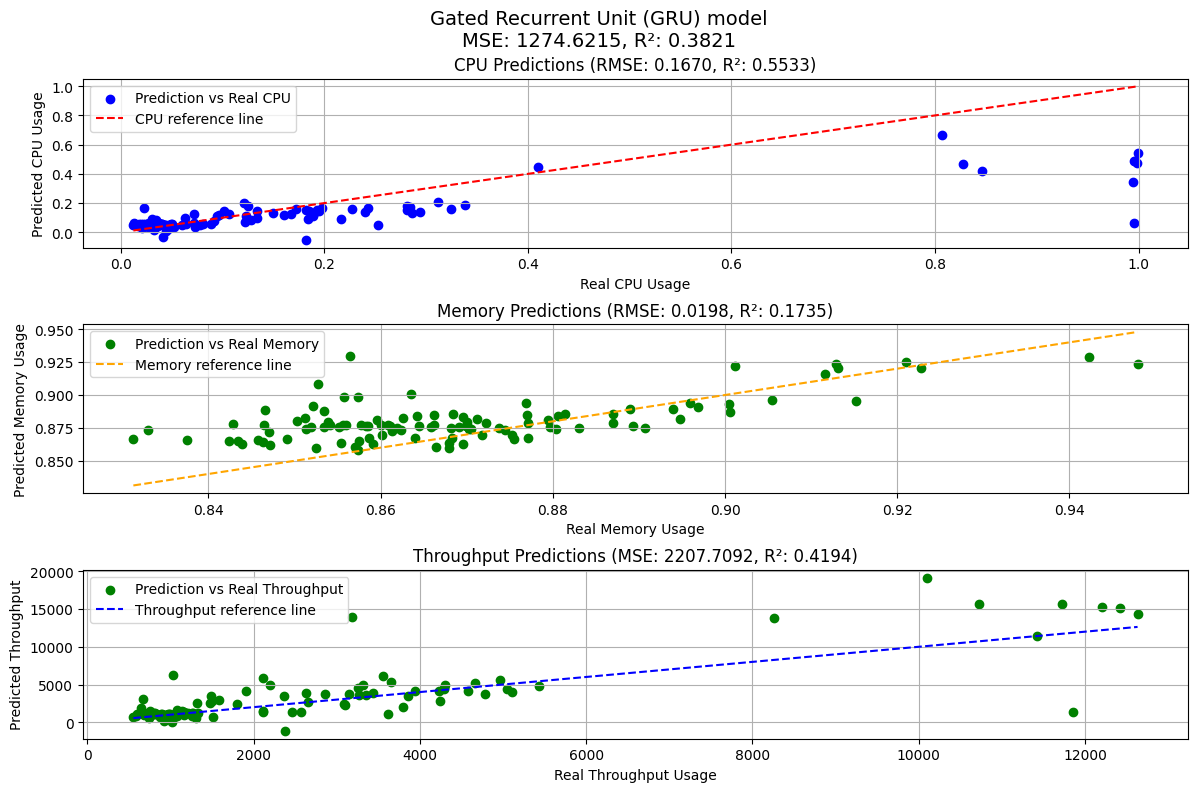 Gated Recurrent Unit (GRU) model
MSE: 1274.6215, R²: 0.3821
CPU Predictions (RMSE: 0.1670, R²: 0.5533)
Prediction vs Real CPU
CPU reference line
Predicted CPU Usage
1.0
0.8
0.6
0.4
0.2
0.0
0.0 0.2 0.4 0.6 0.8 1.0
Real CPU Usage
Memory Predictions (RMSE: 0.0198, R²: 0.1735)
Prediction vs Real Memory
Memory reference line
Predicted Memory Usage
0.950
0.925
0.900
0.875
0.850
0.84 0.86 0.88 0.90 0.92 0.94
Real Memory Usage
Throughput Predictions (MSE: 2207.7092, R²: 0.4194)
Prediction vs Real Throughput
Throughput reference line
Predicted Throughput
20000
15000
10000
5000
0
0 2000 4000 6000 8000 10000 12000
Real Throughput Usage